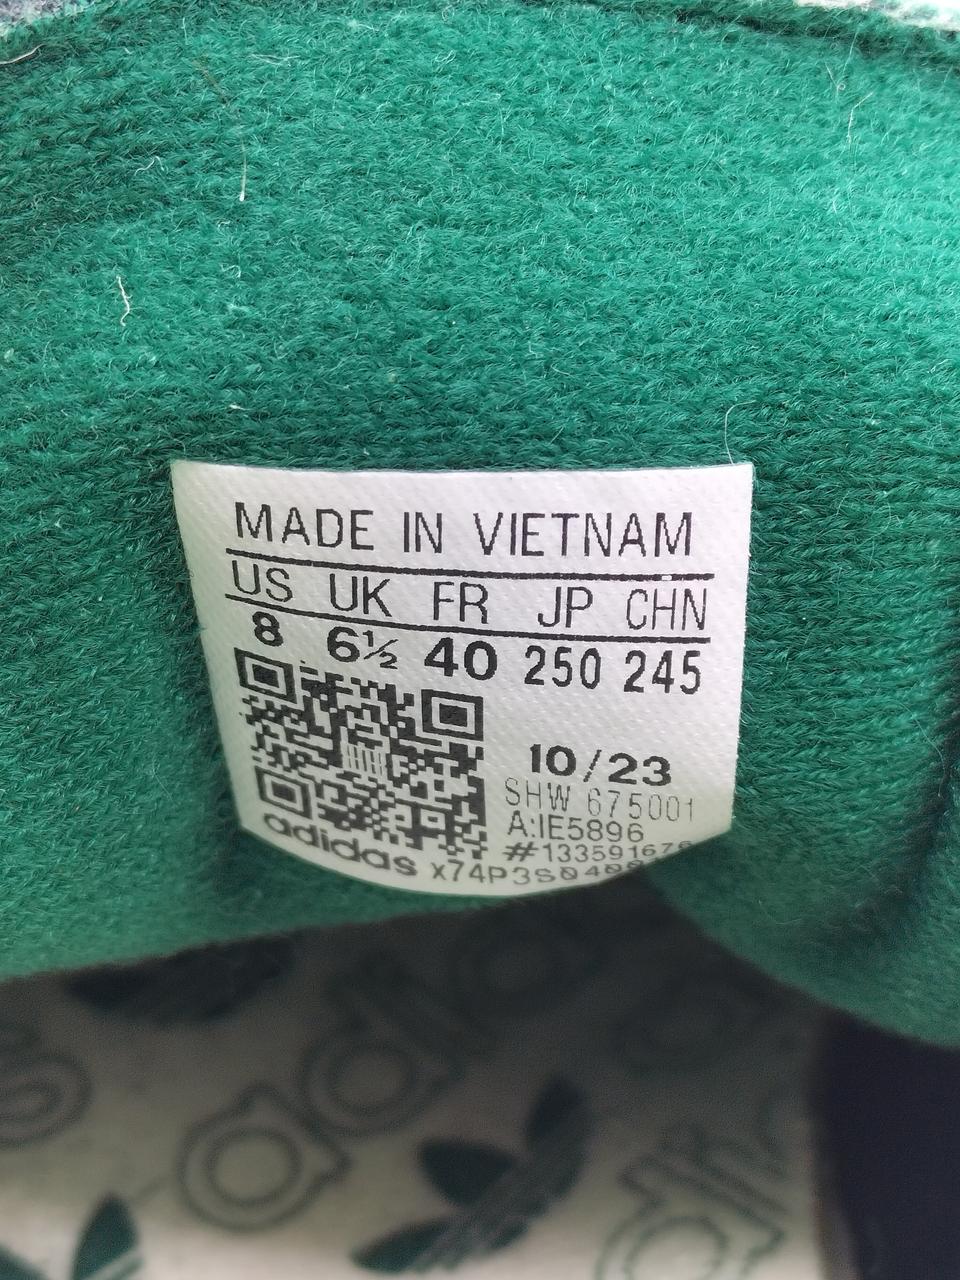 MADE IN VIETNAM
US UK FR JP CHN
8 6½ 40 250 245
10/23
SHW 675001
A:IE5896
adidas